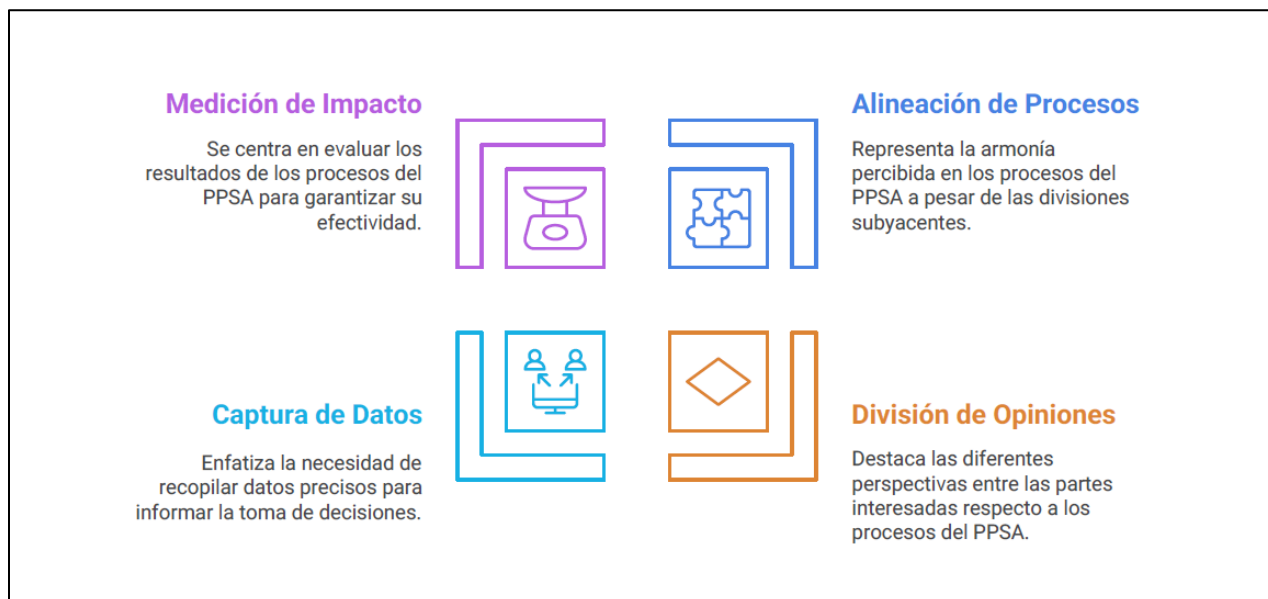 Medición de Impacto
Se centra en evaluar los
resultados de los procesos del
PPSA para garantizar su
efectividad.
Alineación de Procesos
Representa la armonía
percibida en los procesos del
PPSA a pesar de las divisiones
subyacentes.
Captura de Datos
Enfatiza la necesidad de
recopilar datos precisos para
informar la toma de decisiones.
División de Opiniones
Destaca las diferentes
perspectivas entre las partes
interesadas respecto a los
procesos del PPSA.